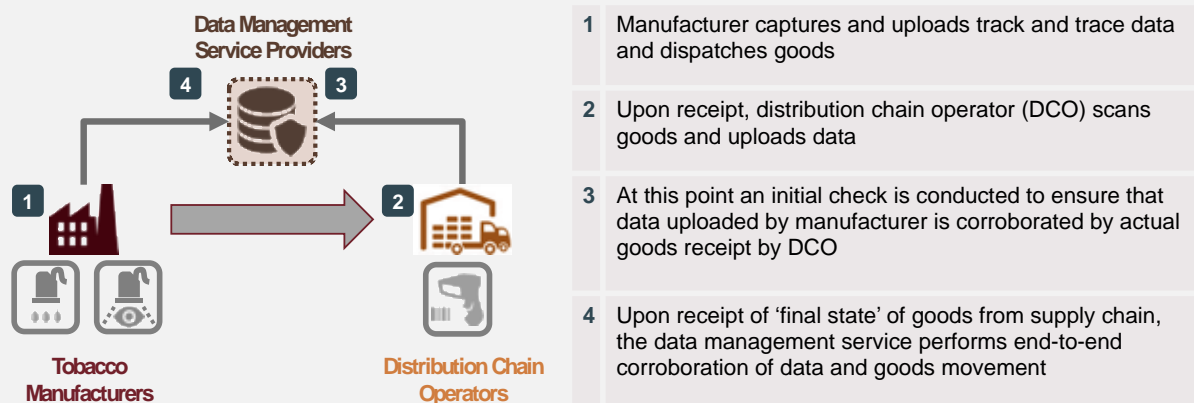 Data Management
Service Providers
4
3
1
2
Tobacco
Manufacturers
Distribution Chain
Operators
1 Manufacturer captures and uploads track and trace data
and dispatches goods
2 Upon receipt, distribution chain operator (DCO) scans
goods and uploads data
3 At this point an initial check is conducted to ensure that
data uploaded by manufacturer is corroborated by actual
goods receipt by DCO
4 Upon receipt of ‘final state’ of goods from supply chain,
the data management service performs end-to-end
corroboration of data and goods movement